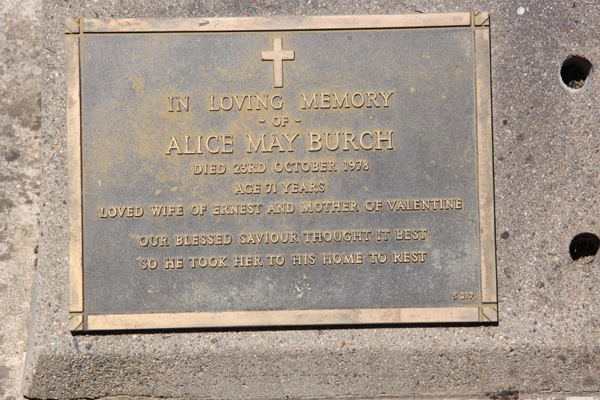 IN LOVING MEMORY
- OF -
ALICE MAY BURCH
DIED 23RD OCTOBER 1978
AGE 71 YEARS
LOVED WIFE OF ERNEST AND MOTHER OF VALENTINE
OUR BLESSED SAVIOUR THOUGHT IT BEST
SO HE TOOK HER TO HIS HOME TO REST